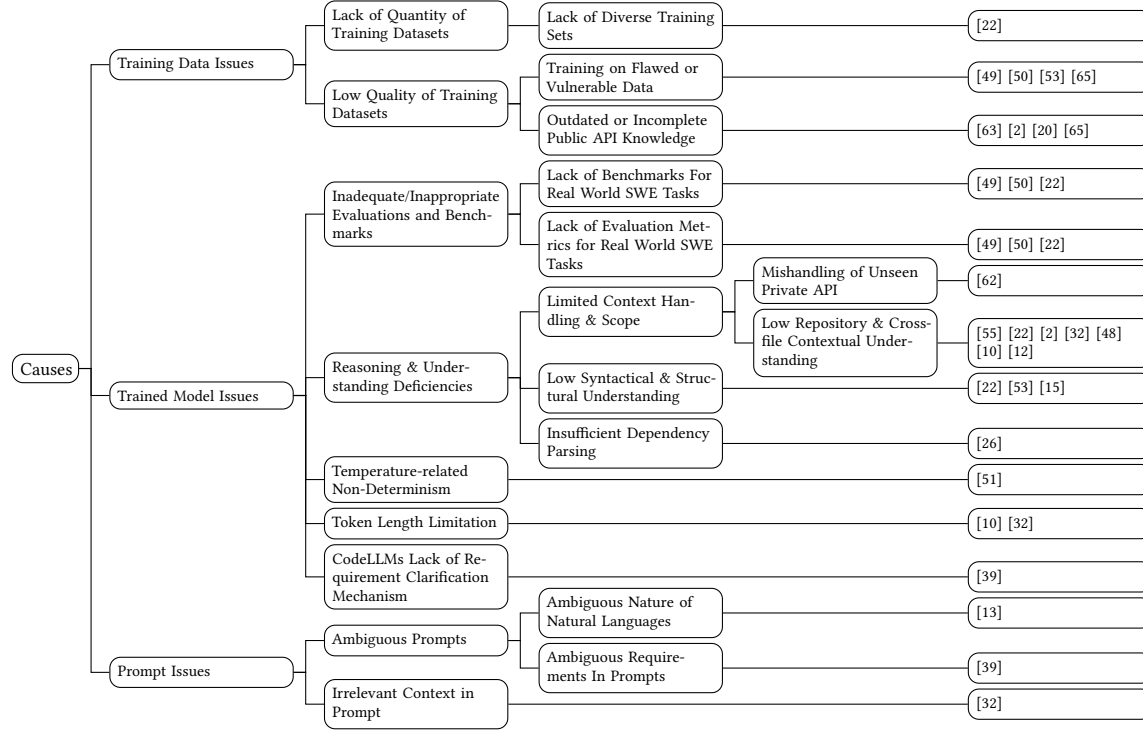 Causes
Training Data Issues
Lack of Quantity of
Training Datasets
Lack of Diverse Training
Sets
[22]
Low Quality of Training
Datasets
Training on Flawed or
Vulnerable Data
[49] [50] [53] [65]
Outdated or Incomplete
Public API Knowledge
[63] [2] [20] [65]
Trained Model Issues
Inadequate/Inappropriate
Evaluations and Bench-
marks
Lack of Benchmarks For
Real World SWE Tasks
[49] [50] [22]
Lack of Evaluation Met-
rics for Real World SWE
Tasks
[49] [50] [22]
Reasoning & Under-
standing Deficiencies
Limited Context Han-
dling & Scope
Mishandling of Unseen
Private API
[62]
Low Repository & Cross-
file Contextual Under-
standing
[55] [22] [2] [32] [48]
[10] [12]
Low Syntactical & Struc-
tural Understanding
[22] [53] [15]
Insufficient Dependency
Parsing
[26]
Temperature-related
Non-Determinism
[51]
Token Length Limitation
[10] [32]
CodeLLMs Lack of Re-
quirement Clarification
Mechanism
[39]
Prompt Issues
Ambiguous Prompts
Ambiguous Nature of
Natural Languages
[13]
Ambiguous Require-
ments In Prompts
[39]
Irrelevant Context in
Prompt
[32]